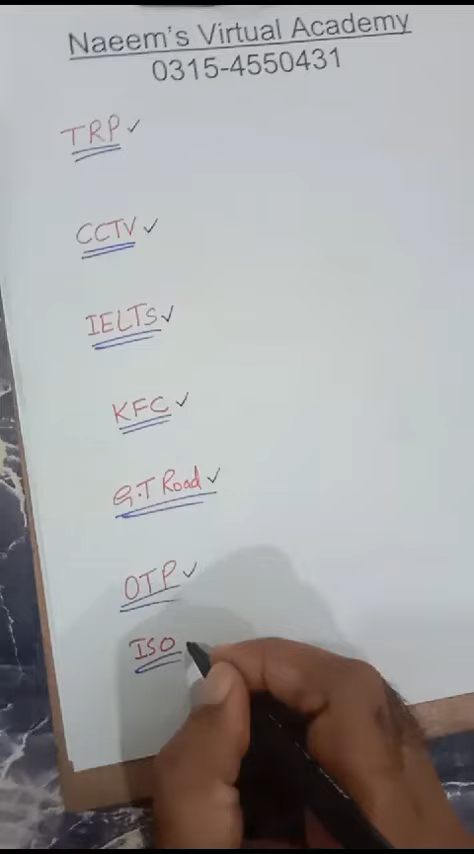 Naeem's Virtual Academy
0315-4550431
TRP ✓
CCTV ✓
IELTS ✓
KFC ✓
G.T Road ✓
OTP ✓
ISO